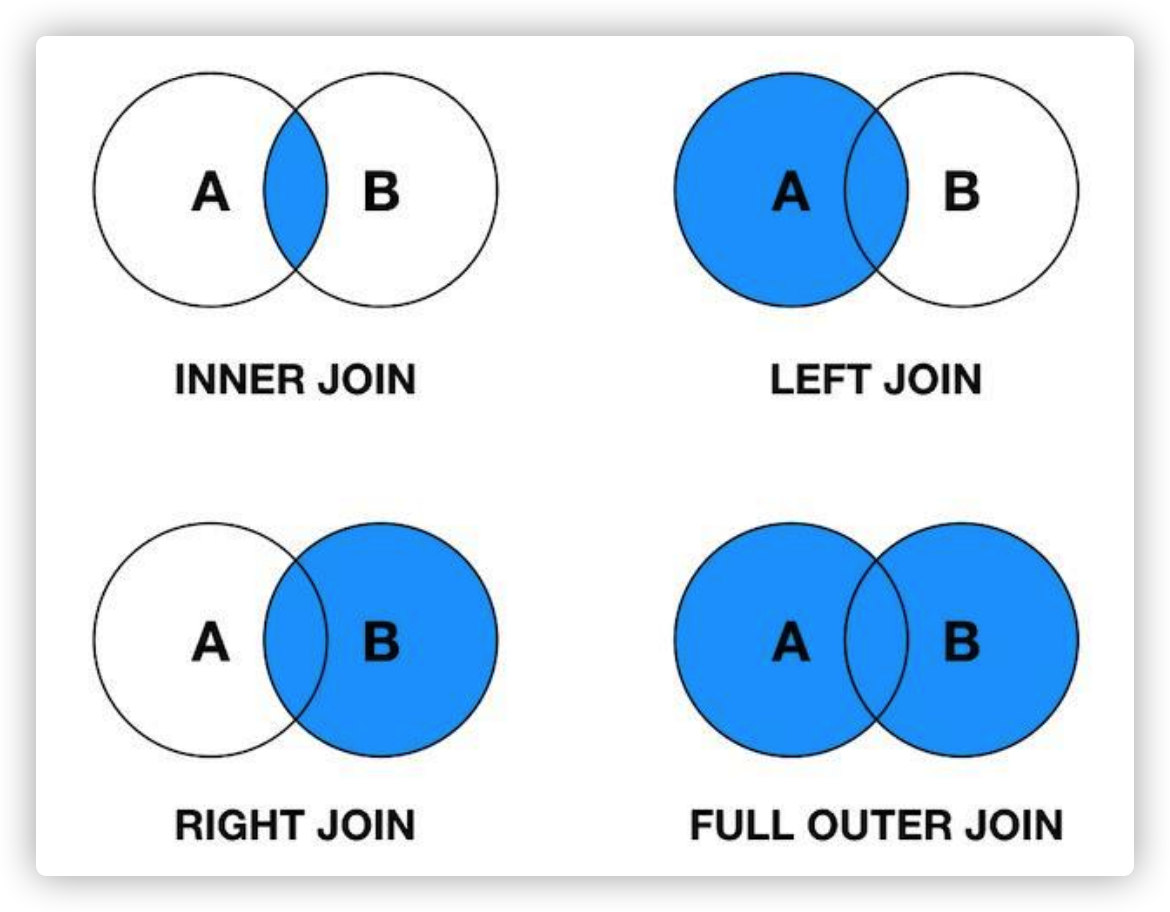 A B
A B
INNER JOIN
LEFT JOIN
A B
A B
RIGHT JOIN
FULL OUTER JOIN